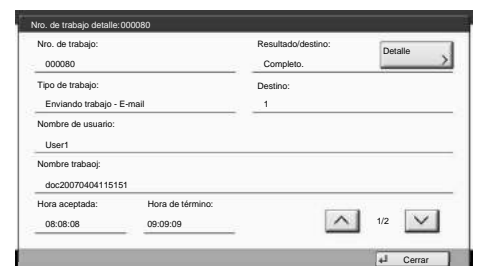 Nro. de trabajo detalle:000080
Nro. de trabajo:
Resultado/destino:
Detalle
000080
Completo.
Tipo de trabajo:
Destino:
Enviando trabajo - E-mail
1
Nombre de usuario:
User1
Nombre trabaoj:
doc20070404115151
Hora aceptada:
Hora de término:
08:08:08
09:09:09
1/2
Cerrar